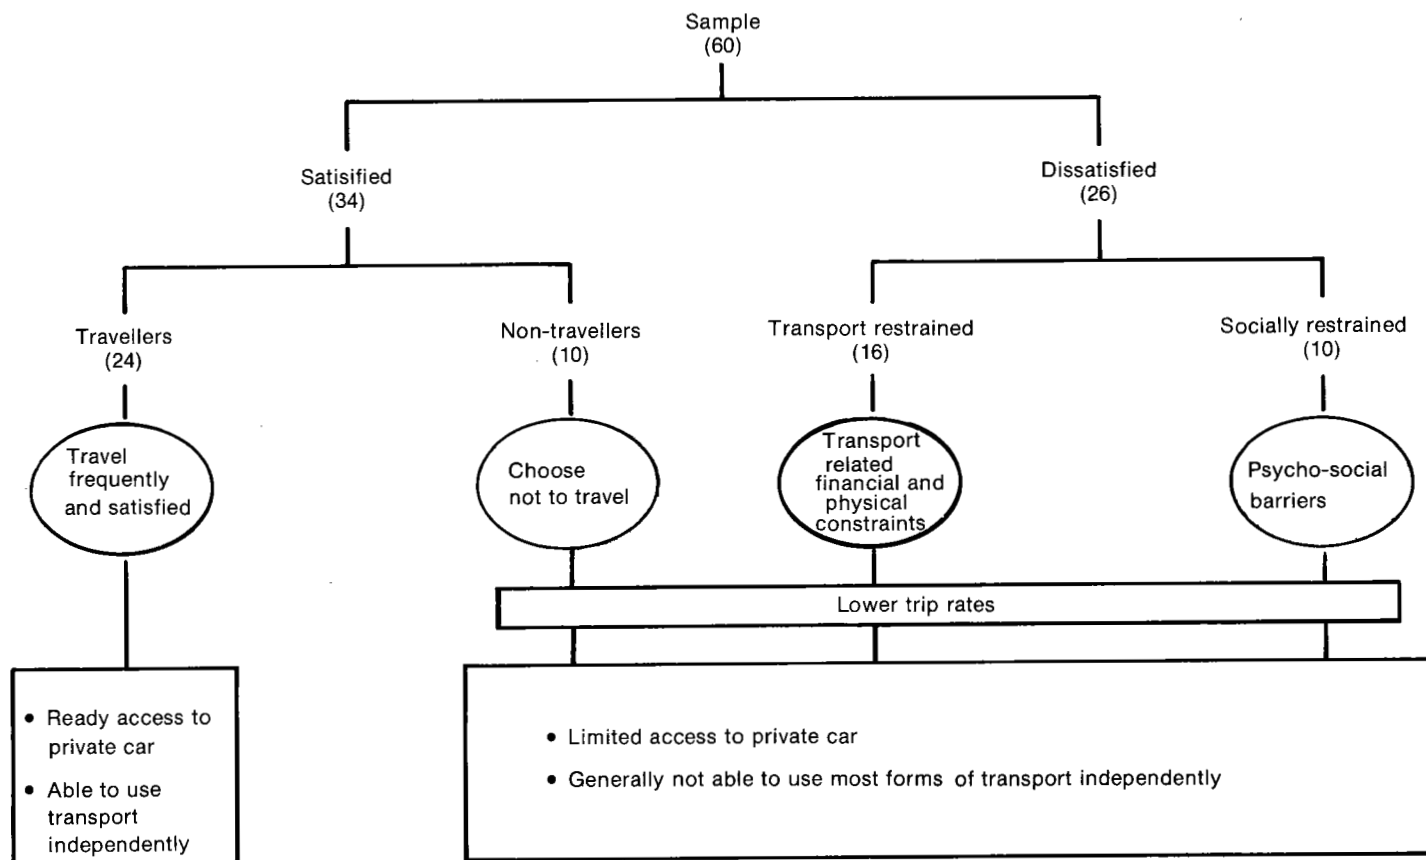 Sample
(60)
Satisified
(34)
Dissatisfied
(26)
Travellers
(24)
Non-travellers
(10)
Transport restrained
(16)
Socially restrained
(10)
Travel
frequently
and satisfied
Choose
not to travel
Transport
related
financial and
physical
constraints
Psycho-social
barriers
Lower trip rates
• Ready access to
private car
• Able to use
transport
independently
• Limited access to private car
• Generally not able to use most forms of transport independently